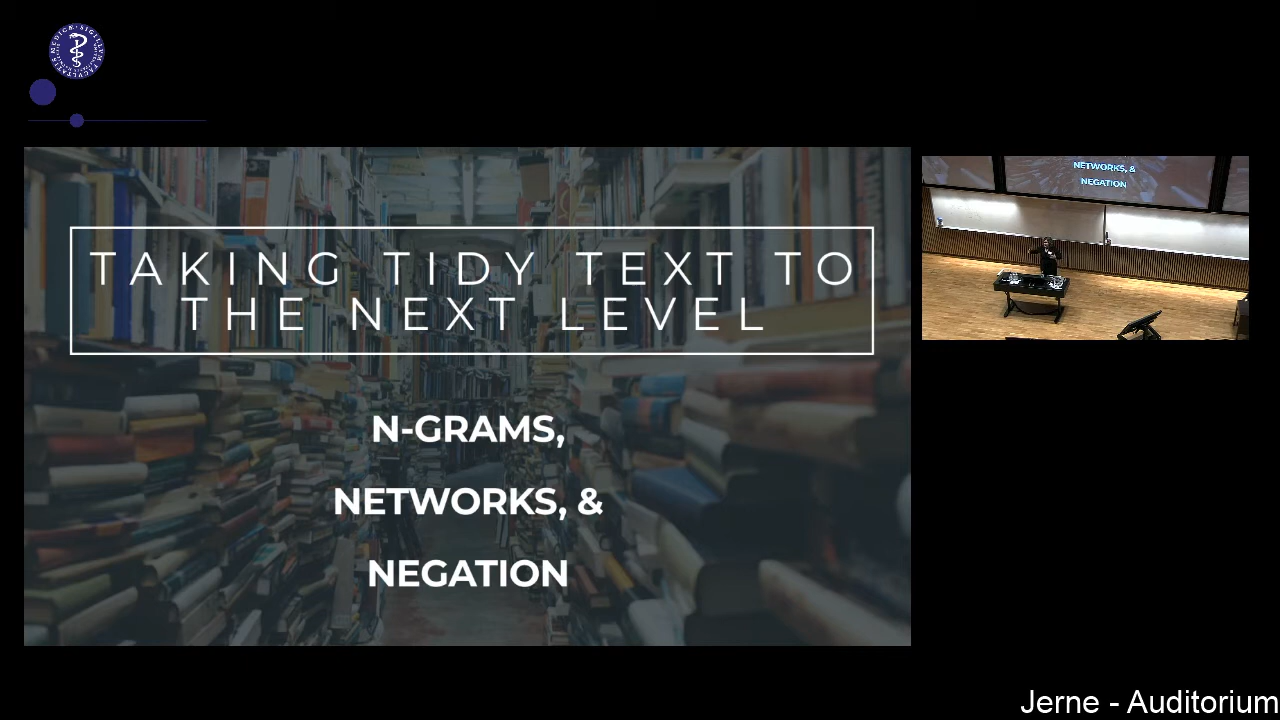 TAKING TIDY TEXT TO
THE NEXT LEVEL
N-GRAMS,
NETWORKS, &
NEGATION
NETWORKS, &
NEGATION
Jerne - Auditorium